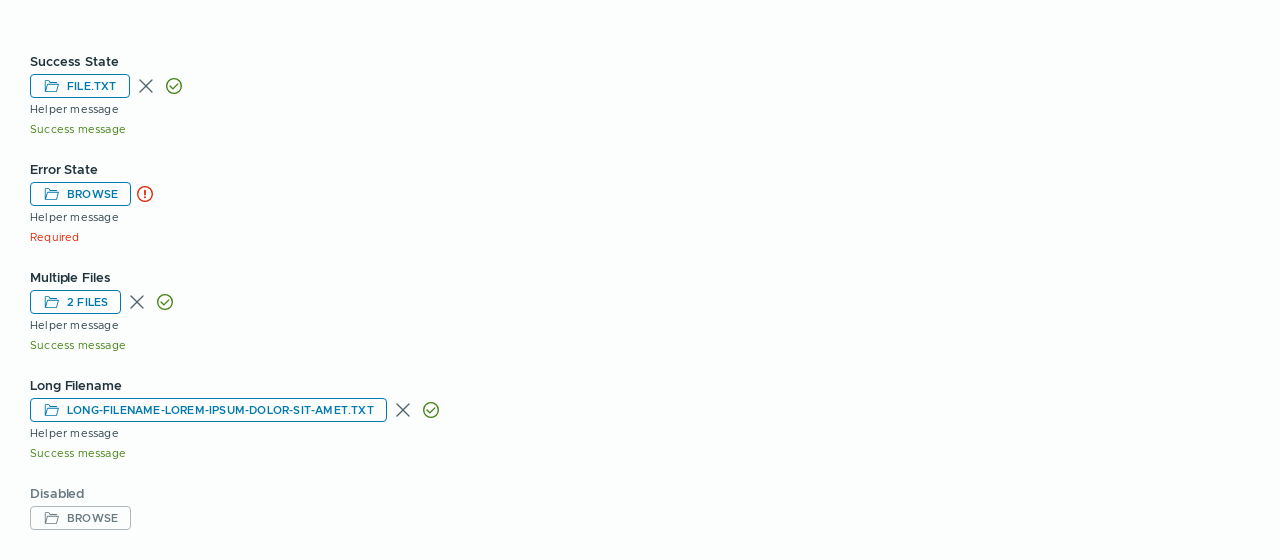 Success State
FILE.TXT
Helper message
Success message
Error State
BROWSE
Helper message
Required
Multiple Files
2 FILES
Helper message
Success message
Long Filename
LONG-FILENAME-LOREM-IPSUM-DOLOR-SIT-AMET.TXT
Helper message
Success message
Disabled
BROWSE